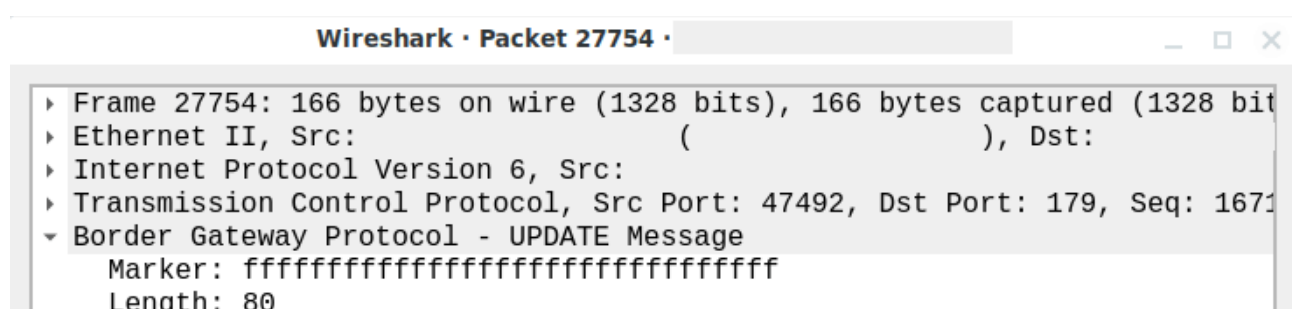 Wireshark · Packet 27754 ·
Frame 27754: 166 bytes on wire (1328 bits), 166 bytes captured (1328 bit
Ethernet II, Src: ( ), Dst:
Internet Protocol Version 6, Src:
Transmission Control Protocol, Src Port: 47492, Dst Port: 179, Seq: 1671
Border Gateway Protocol - UPDATE Message
Marker: ffffffffffffffffffffffffffffffff
Length: 80